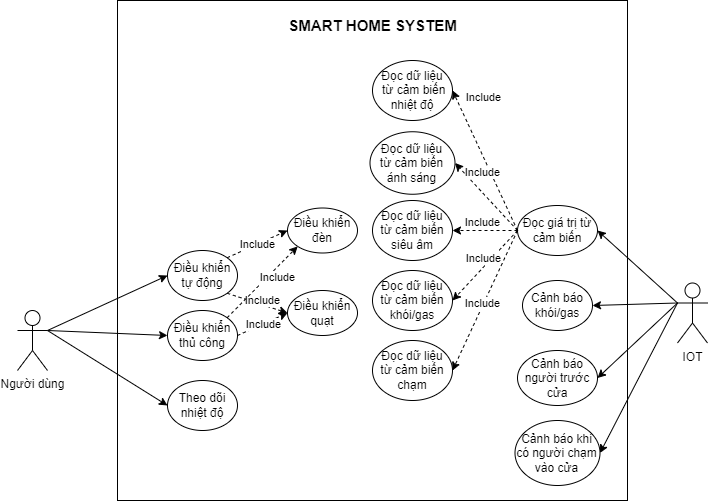 SMART HOME SYSTEM
Đọc dữ liệu
từ cảm biến
nhiệt độ
Include
Đọc dữ liệu
từ cảm biến
ánh sáng
Include
Đọc dữ liệu
từ cảm biến
siêu âm
Include
Đọc giá trị từ
cảm biến
Điều khiển
đèn
Include
Điều khiển
tự động
Include
Include
Đọc dữ liệu
từ cảm biến
khói/gas
Include
Include
Điều khiển
quạt
Include
Điều khiển
thủ công
Include
Cảnh báo
khói/gas
Người dùng
IOT
Đọc dữ liệu
từ cảm biến
chạm
Cảnh báo
người trước
cửa
Theo dõi
nhiệt độ
Cảnh báo khi
có người chạm
vào cửa